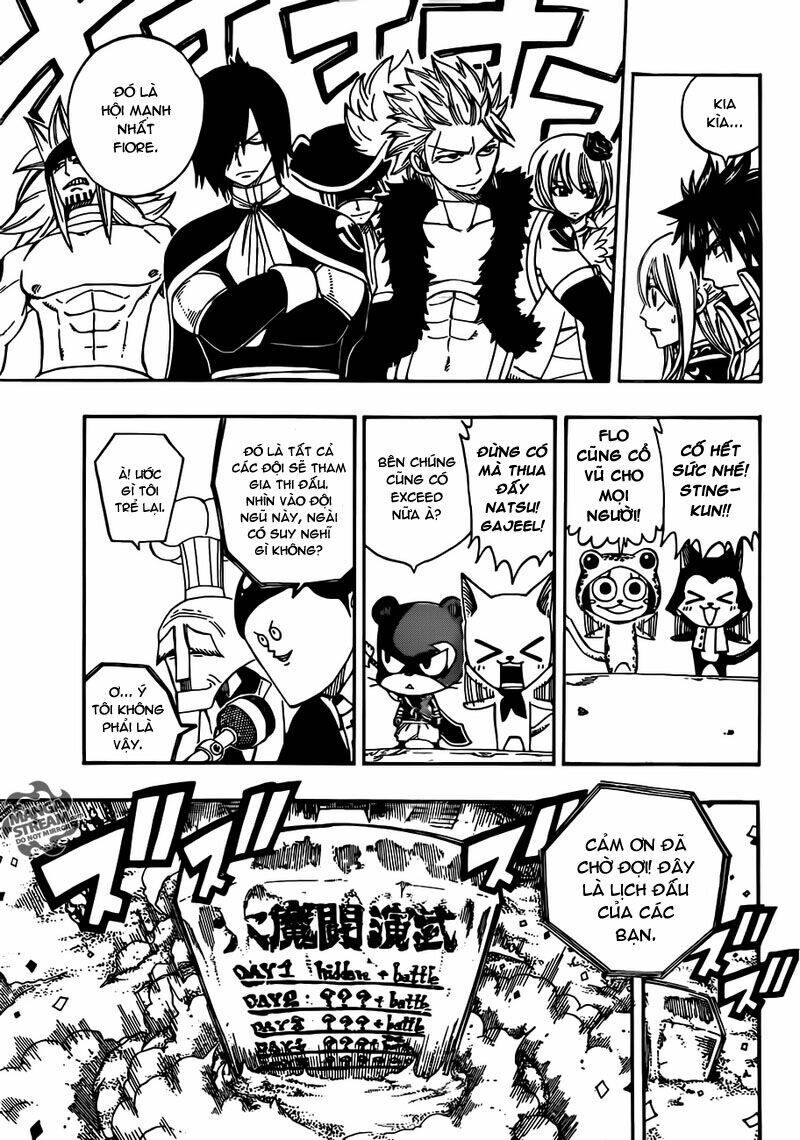 KIA
KÌA...
ĐÓ LÀ
HỘI MẠNH
NHẤT
FIORE.
CỐ HẾT
SỨC NHÉ!
STING-
KUN!!
FLO
CŨNG CỔ
VŨ CHO
MỌI
NGƯỜI!
ĐỪNG CÓ
MÀ THUA
ĐẤY
NATSU!
GAJEEL!
BÊN CHÚNG
CŨNG CÓ
EXCEED
NỮA À?
ĐÓ LÀ TẤT CẢ
CÁC ĐỘI SẼ THAM
GIA THI ĐẤU.
NHÌN VÀO ĐỘI
NGŨ NÀY, NGÀI
CÓ SUY NGHĨ
GÌ KHÔNG?
À! ƯỚC
GÌ TÔI
TRẺ LẠI.
Ơ... Ý
TÔI KHÔNG
PHẢI LÀ
VẬY.
MANGA
STREAM
DO NOT MIRROR
CẢM ƠN ĐÃ
CHỜ ĐỢI! ĐÂY
LÀ LỊCH ĐẤU
CỦA CÁC
BẠN.
大魔闘演武
DAY 1 hidden + battle
DAY 2 : ??? + battle
DAY 3 ??? + battle